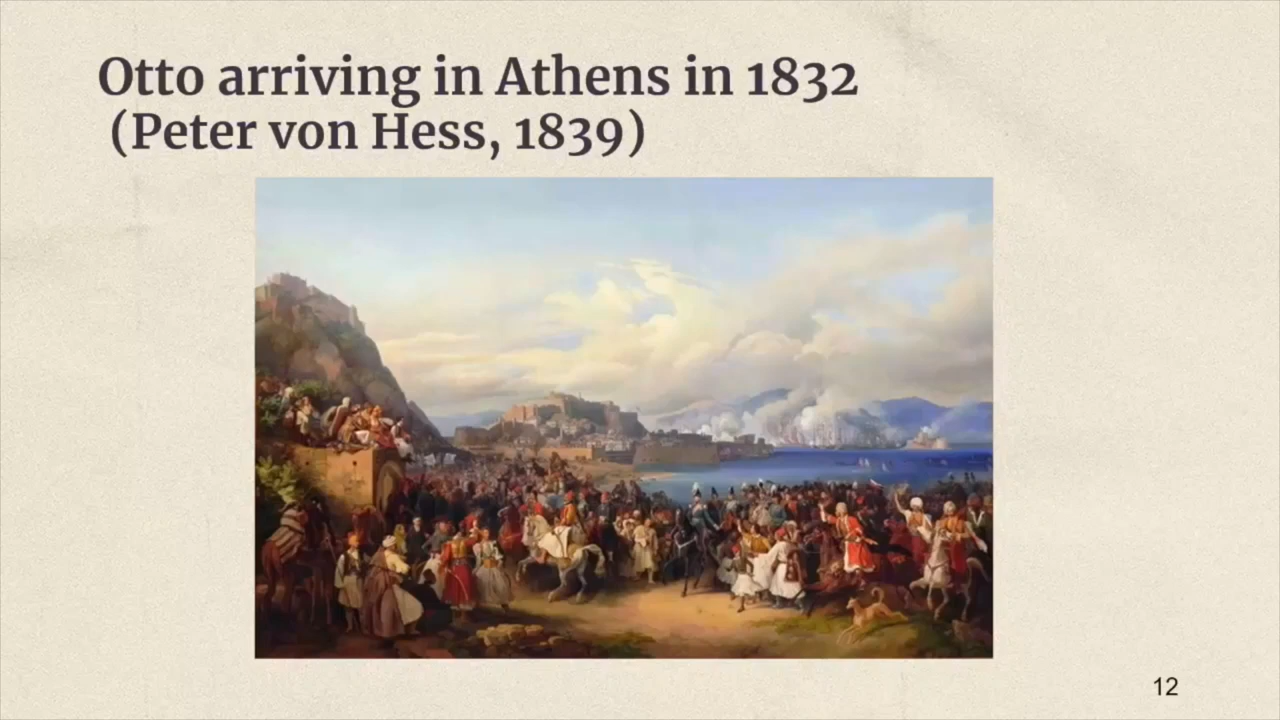 Otto arriving in Athens in 1832
(Peter von Hess, 1839)
12